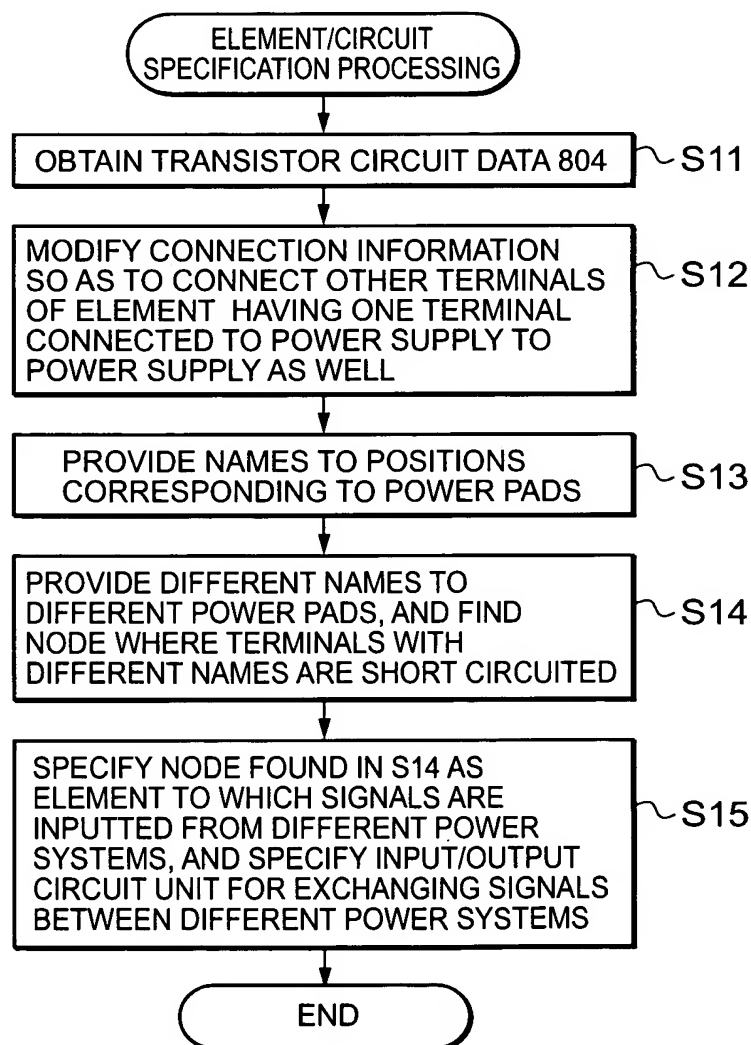 ELEMENT/CIRCUIT
SPECIFICATION PROCESSING
OBTAIN TRANSISTOR CIRCUIT DATA 804
S11
MODIFY CONNECTION INFORMATION
SO AS TO CONNECT OTHER TERMINALS
OF ELEMENT HAVING ONE TERMINAL
CONNECTED TO POWER SUPPLY TO
POWER SUPPLY AS WELL
S12
PROVIDE NAMES TO POSITIONS
CORRESPONDING TO POWER PADS
S13
PROVIDE DIFFERENT NAMES TO
DIFFERENT POWER PADS, AND FIND
NODE WHERE TERMINALS WITH
DIFFERENT NAMES ARE SHORT CIRCUITED
S14
SPECIFY NODE FOUND IN S14 AS
ELEMENT TO WHICH SIGNALS ARE
INPUTTED FROM DIFFERENT POWER
SYSTEMS, AND SPECIFY INPUT/OUTPUT
CIRCUIT UNIT FOR EXCHANGING SIGNALS
BETWEEN DIFFERENT POWER SYSTEMS
S15
END